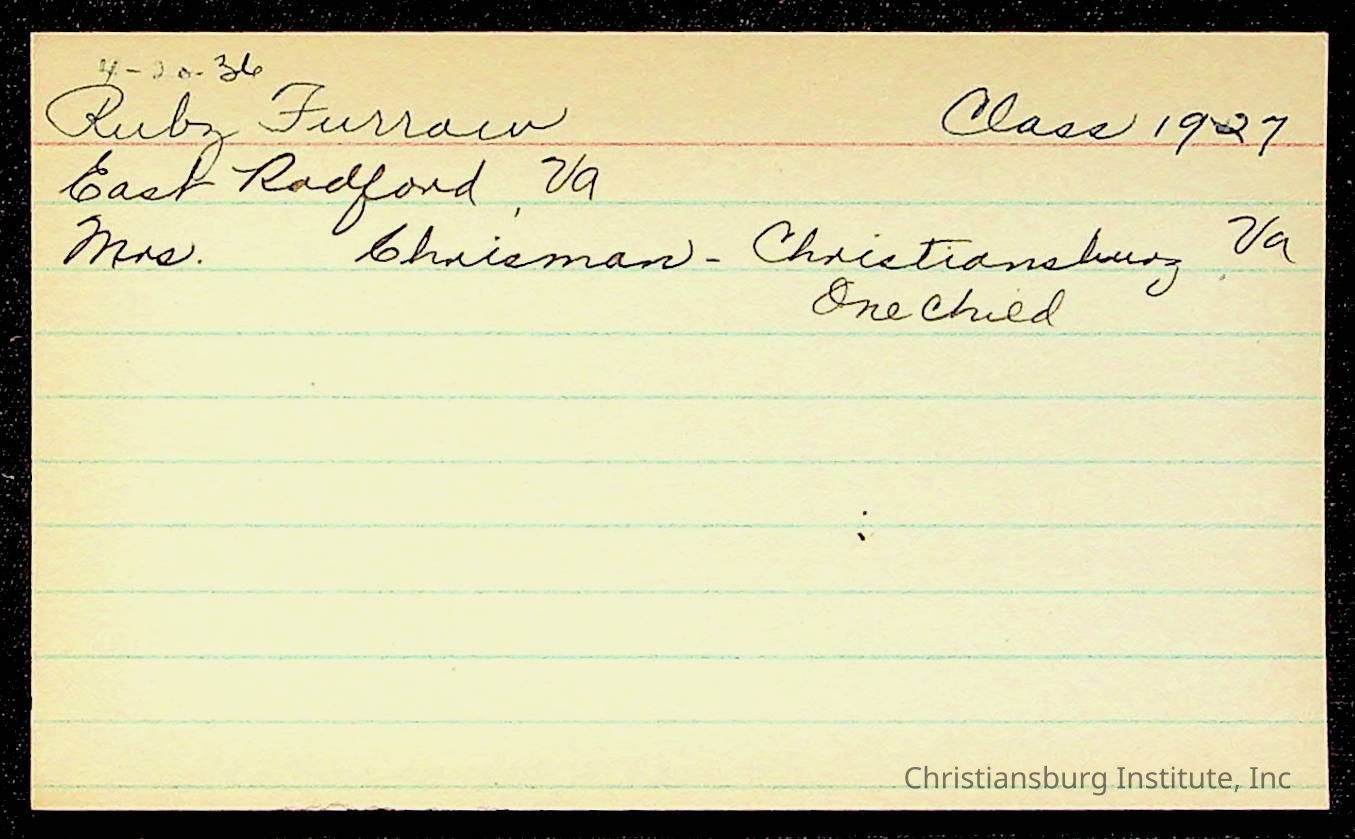 4-20-36
Ruby Furrow Class 1927
East Radford, Va
Mrs. Chrisman - Christiansburg, Va
One Child
Christiansburg Institute, Inc